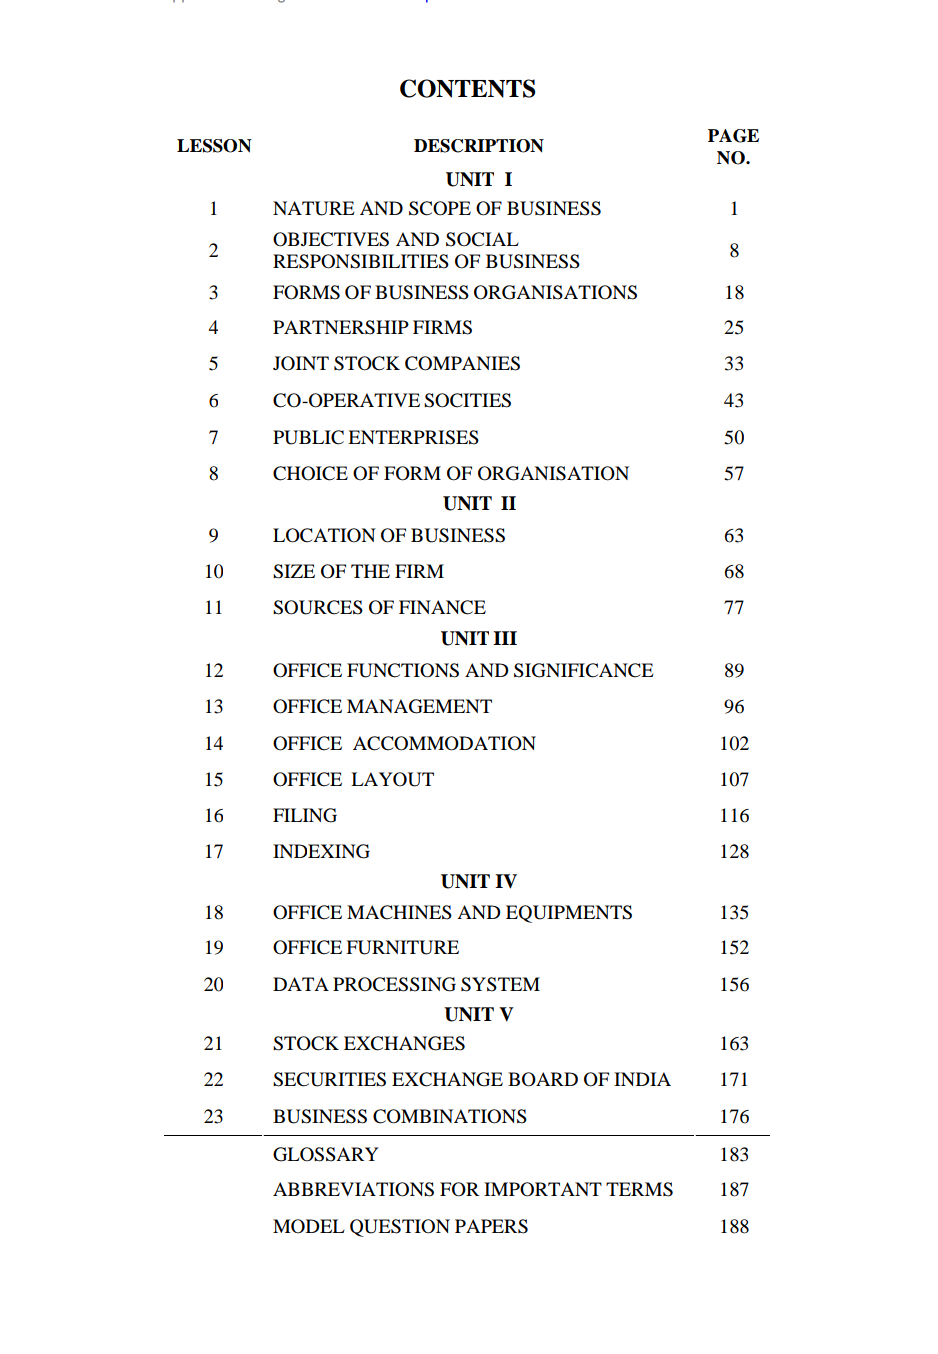 CONTENTS
LESSON DESCRIPTION PAGE NO.
UNIT I
1 NATURE AND SCOPE OF BUSINESS 1
2 OBJECTIVES AND SOCIAL
RESPONSIBILITIES OF BUSINESS 8
3 FORMS OF BUSINESS ORGANISATIONS 18
4 PARTNERSHIP FIRMS 25
5 JOINT STOCK COMPANIES 33
6 CO-OPERATIVE SOCITIES 43
7 PUBLIC ENTERPRISES 50
8 CHOICE OF FORM OF ORGANISATION 57
UNIT II
9 LOCATION OF BUSINESS 63
10 SIZE OF THE FIRM 68
11 SOURCES OF FINANCE 77
UNIT III
12 OFFICE FUNCTIONS AND SIGNIFICANCE 89
13 OFFICE MANAGEMENT 96
14 OFFICE ACCOMMODATION 102
15 OFFICE LAYOUT 107
16 FILING 116
17 INDEXING 128
UNIT IV
18 OFFICE MACHINES AND EQUIPMENTS 135
19 OFFICE FURNITURE 152
20 DATA PROCESSING SYSTEM 156
UNIT V
21 STOCK EXCHANGES 163
22 SECURITIES EXCHANGE BOARD OF INDIA 171
23 BUSINESS COMBINATIONS 176
GLOSSARY 183
ABBREVIATIONS FOR IMPORTANT TERMS 187
MODEL QUESTION PAPERS 188